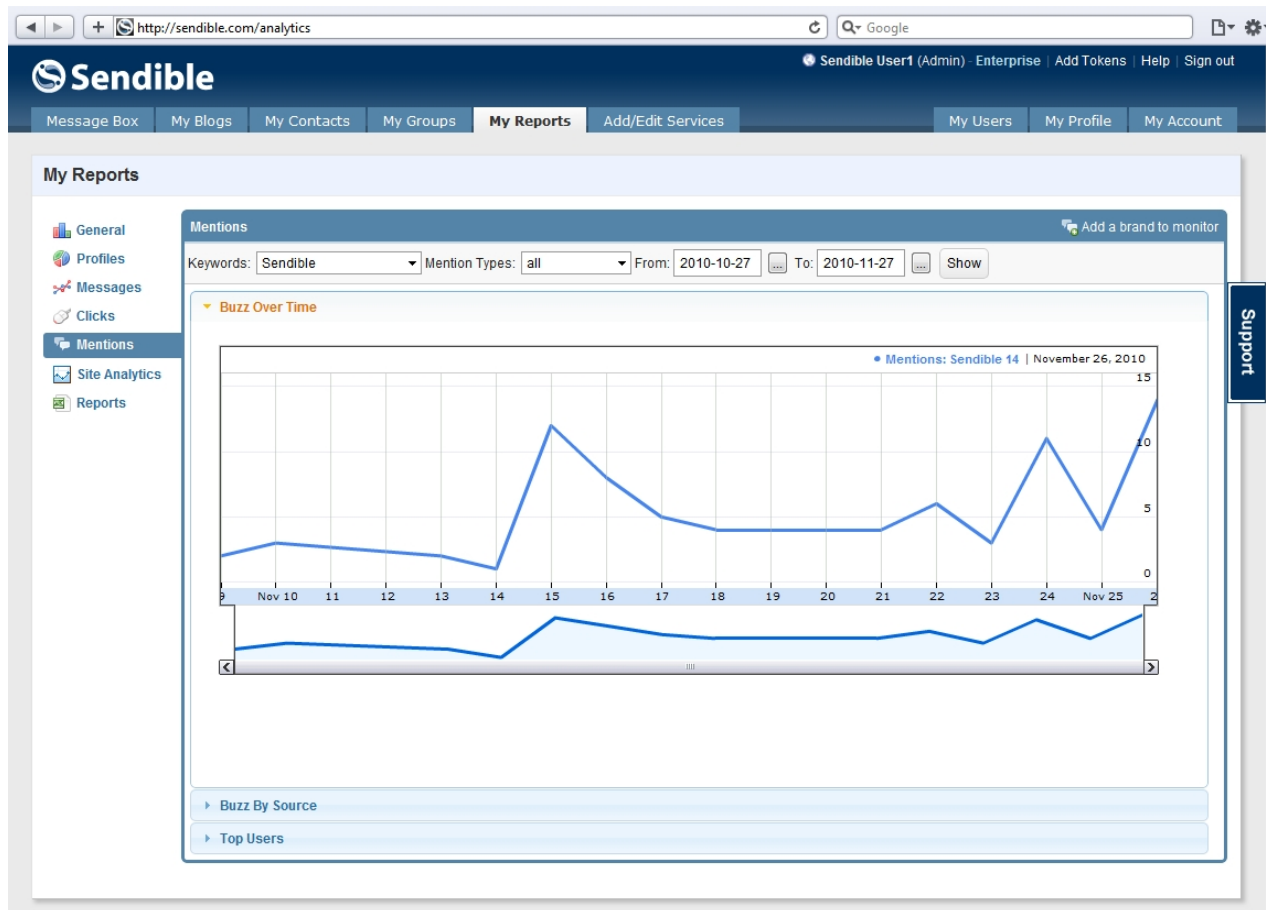 http://sendible.com/analytics Google
Sendible
Sendible User1 (Admin) - Enterprise | Add Tokens | Help | Sign out
Message Box My Blogs My Contacts My Groups My Reports Add/Edit Services My Users My Profile My Account
My Reports
General
Profiles
Messages
Clicks
Mentions
Site Analytics
Reports
Mentions Add a brand to monitor
Keywords: Sendible Mention Types: all From: 2010-10-27 ... To: 2010-11-27 ... Show
Buzz Over Time
Mentions: Sendible 14 | November 26, 2010
15
10
5
0
9 Nov 10 11 12 13 14 15 16 17 18 19 20 21 22 23 24 Nov 25 2
Buzz By Source
Top Users
Support